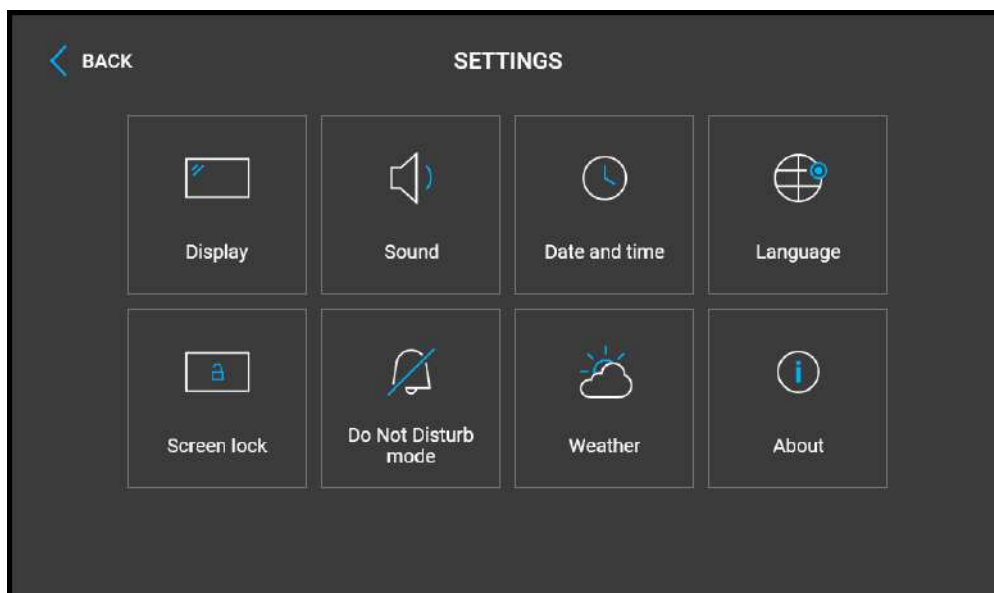 BACK
SETTINGS
Display
Sound
Date and time
Language
Screen lock
Do Not Disturb
mode
Weather
About